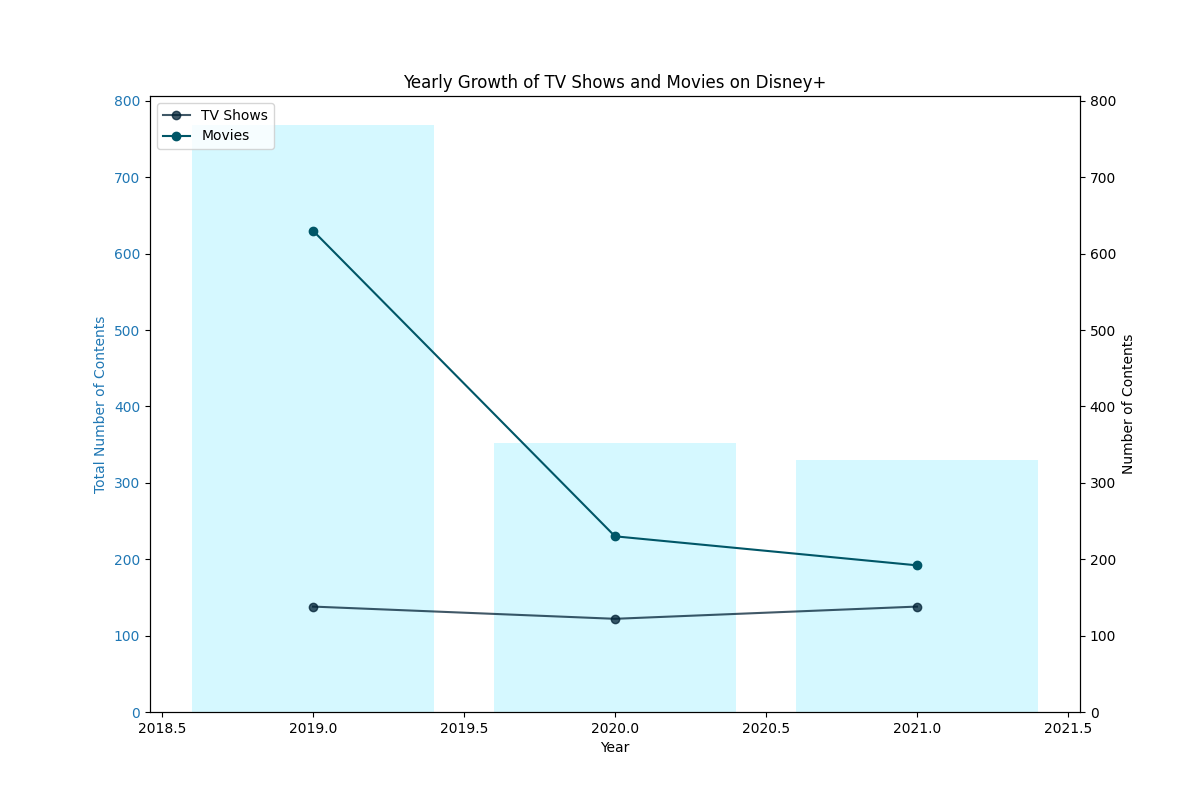 Yearly Growth of TV Shows and Movies on Disney+
TV Shows
Movies
Total Number of Contents
800
700
600
500
400
300
200
100
0
800
700
600
500
400
300
200
100
0
Number of Contents
2018.5 2019.0 2019.5 2020.0 2020.5 2021.0 2021.5
Year